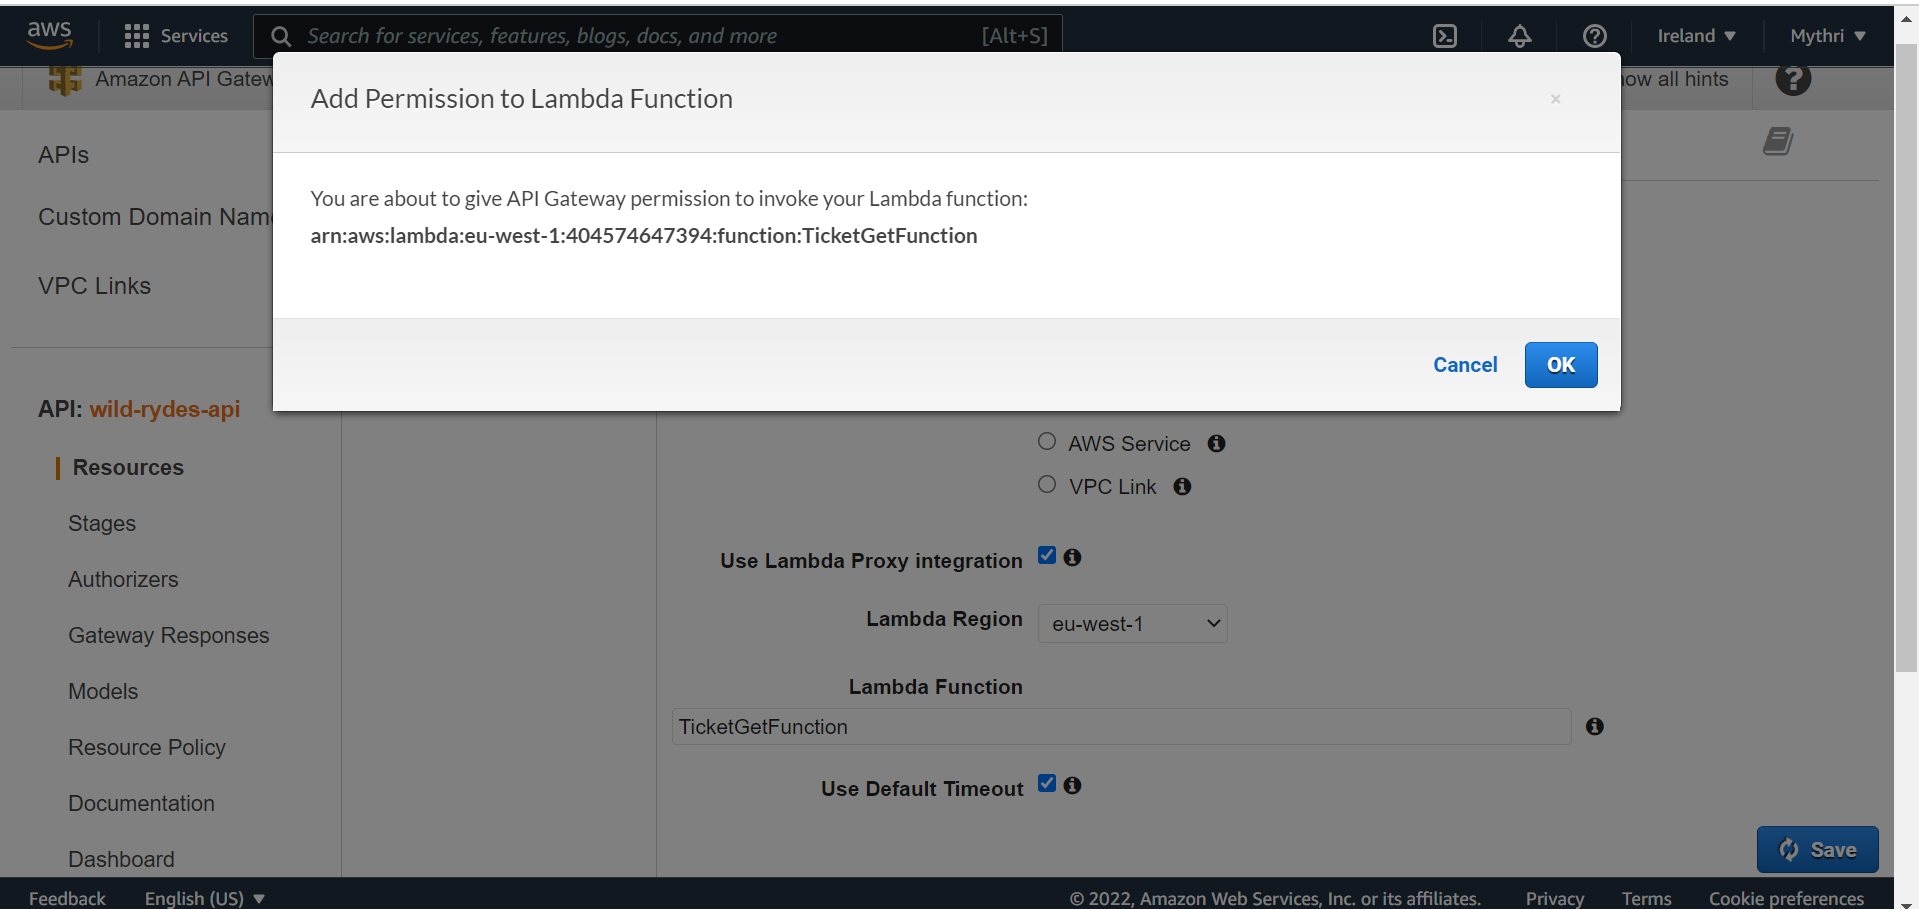 aws
Services
Search for services, features, blogs, docs, and more [Alt+S]
Ireland ▼
Mythri ▼
Amazon API Gatew
ow all hints
?
Add Permission to Lambda Function ×
You are about to give API Gateway permission to invoke your Lambda function:
arn:aws:lambda:eu-west-1:404574647394:function:TicketGetFunction
Cancel
OK
APIs
Custom Domain Name
VPC Links
API: wild-rydes-api
Resources
Stages
Authorizers
Gateway Responses
Models
Resource Policy
Documentation
Dashboard
AWS Service
VPC Link
Use Lambda Proxy integration
Lambda Region eu-west-1
Lambda Function
TicketGetFunction
Use Default Timeout
Save
Feedback
English (US) ▼
© 2022, Amazon Web Services, Inc. or its affiliates.
Privacy
Terms
Cookie preferences